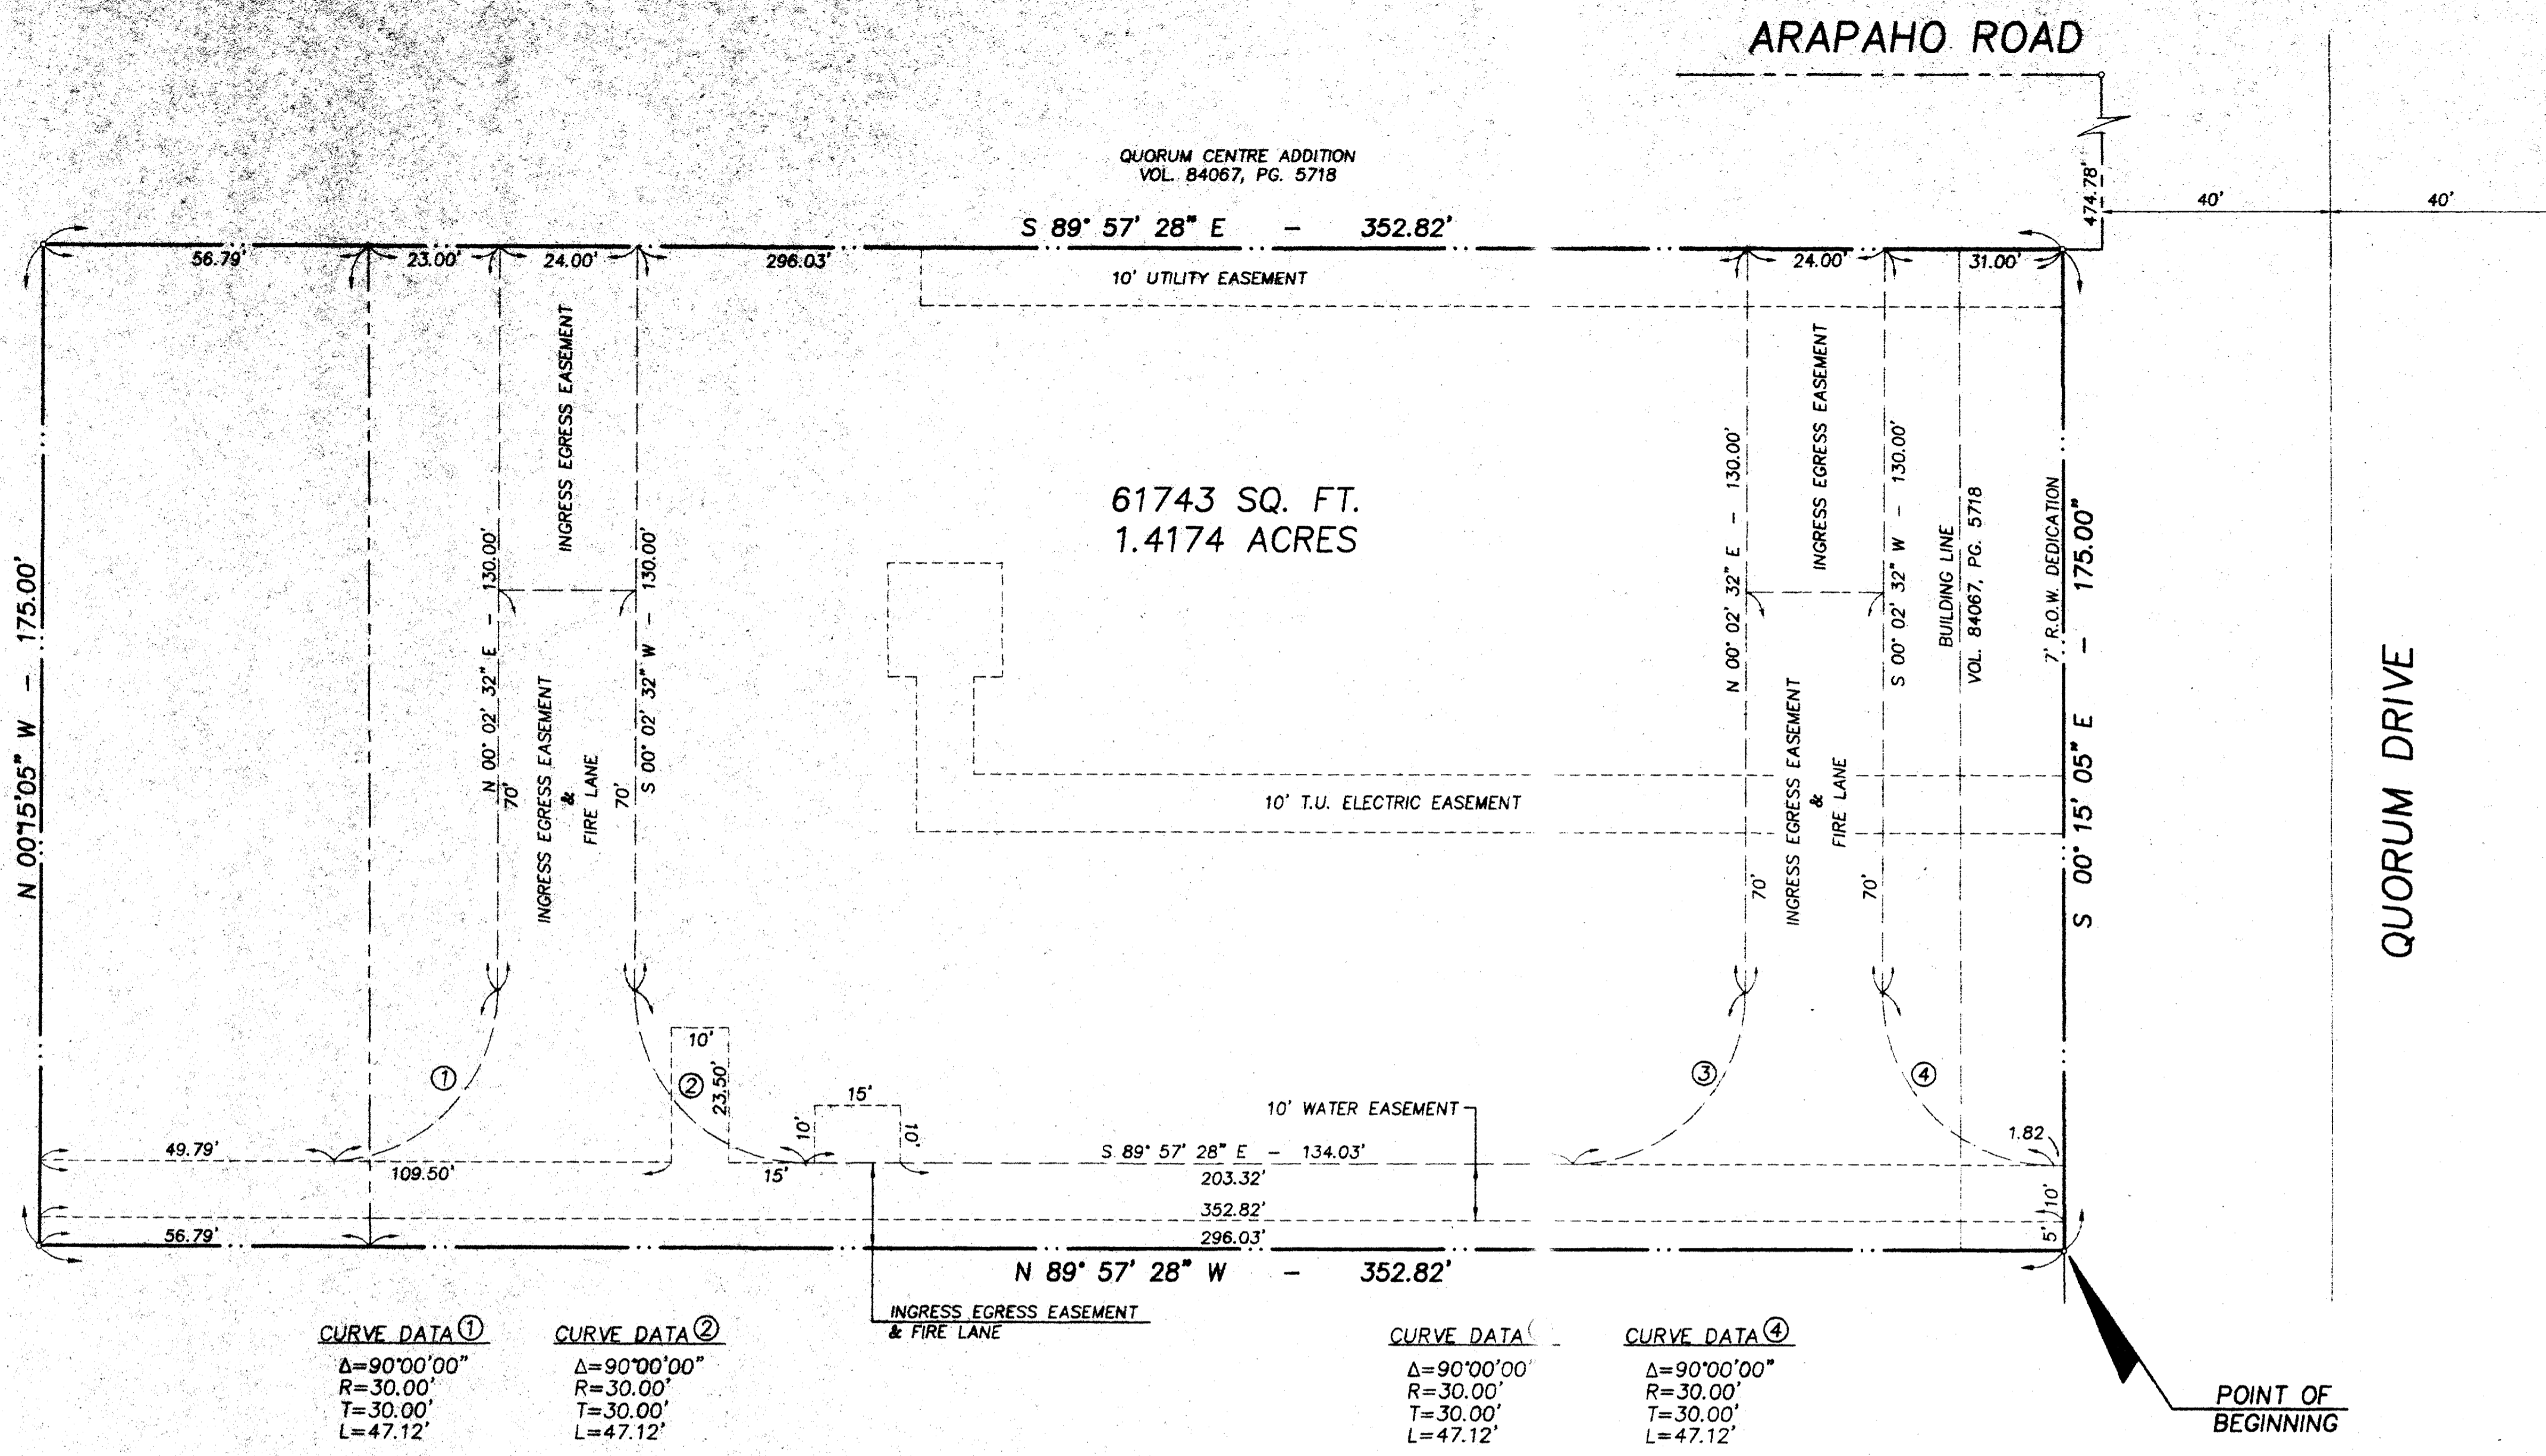 ARAPAHO ROAD
QUORUM CENTRE ADDITION
VOL. 84067, PG. 5718
474.78'
40'
40'
S 89° 57' 28" E - 352.82'
56.79'
23.00'
24.00'
296.03'
24.00'
31.00'
10' UTILITY EASEMENT
INGRESS EGRESS EASEMENT
INGRESS EGRESS EASEMENT
61743 SQ. FT.
1.4174 ACRES
N 00°15'05" W - 175.00'
N 00° 02' 32" E - 130.00'
S 00° 02' 32" W - 130.00'
70'
70'
INGRESS EGRESS EASEMENT
&
FIRE LANE
N 00° 02' 32" E - 130.00'
S 00° 02' 32" W - 130.00'
70'
70'
INGRESS EGRESS EASEMENT
&
FIRE LANE
BUILDING LINE
VOL. 84067, PG. 5718
7' R.O.W. DEDICATION
S 00° 15' 05" E - 175.00"
QUORUM DRIVE
10' T.U. ELECTRIC EASEMENT
1
2
3
4
10'
23.50'
15'
10'
10'
10' WATER EASEMENT
1.82
49.79'
109.50'
15'
S 89° 57' 28" E - 134.03'
203.32'
352.82'
10'
5'
56.79'
296.03'
N 89° 57' 28" W - 352.82'
INGRESS EGRESS EASEMENT
& FIRE LANE
CURVE DATA 1
Δ=90°00'00"
R=30.00'
T=30.00'
L=47.12'
CURVE DATA 2
Δ=90°00'00"
R=30.00'
T=30.00'
L=47.12'
CURVE DATA
Δ=90°00'00"
R=30.00'
T=30.00'
L=47.12'
CURVE DATA 4
Δ=90°00'00"
R=30.00'
T=30.00'
L=47.12'
POINT OF
BEGINNING